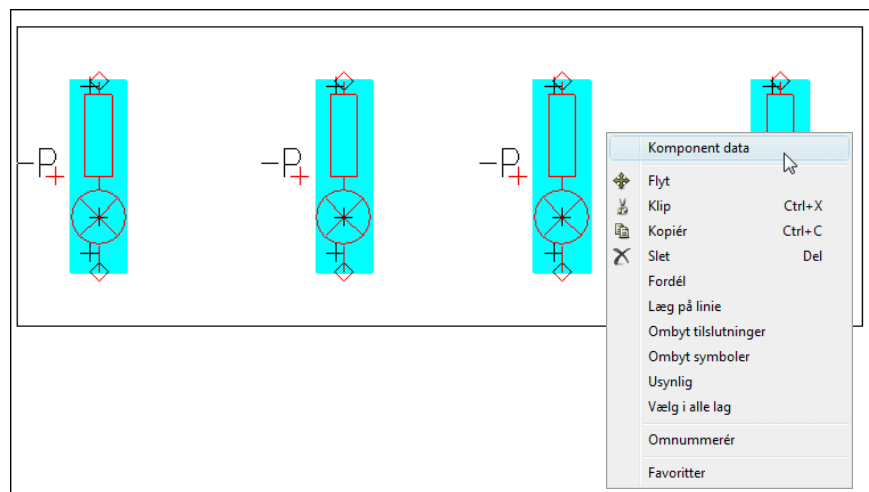 -P
-P
-P
Komponent data
Flyt
Klip Ctrl+X
Kopiér Ctrl+C
Slet Del
Fordél
Læg på linie
Ombyt tilslutninger
Ombyt symboler
Usynlig
Vælg i alle lag
Omnummerér
Favoritter